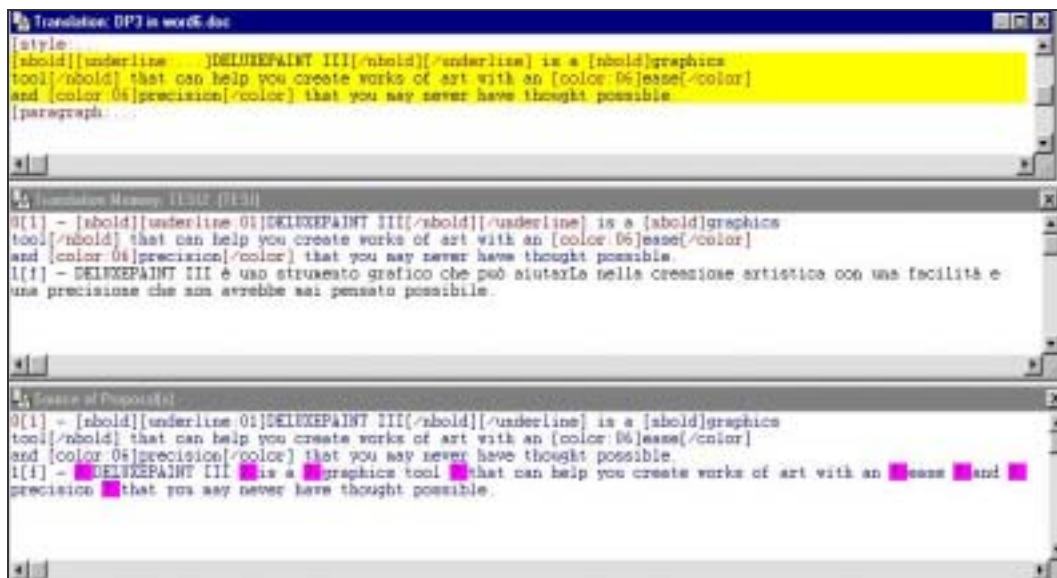 Translation: DP3 in word6.doc
[style:...
[nbold][underline:...]DELUXEPAINT III[/nbold][/underline] is a [nbold]graphics
tool[/nbold] that can help you create works of art with an [color:06]ease[/color]
and [color:06]precision[/color] that you may never have thought possible.
[paragraph:...
Translation Memory: TESI2 (TESI)
0[1] - [nbold][underline:01]DELUXEPAINT III[/nbold][/underline] is a [nbold]graphics
tool[/nbold] that can help you create works of art with an [color:06]ease[/color]
and [color:06]precision[/color] that you may never have thought possible.
1[f] - DELUXEPAINT III è uno strumento grafico che può aiutarLa nella creazione artistica con una facilità e
una precisione che non avrebbe mai pensato possibile.
Source of Proposal(s)
0[1] - [nbold][underline:01]DELUXEPAINT III[/nbold][/underline] is a [nbold]graphics
tool[/nbold] that can help you create works of art with an [color:06]ease[/color]
and [color:06]precision[/color] that you may never have thought possible.
1[f] - DELUXEPAINT III is a graphics tool that can help you create works of art with an ease and
precision that you may never have thought possible.